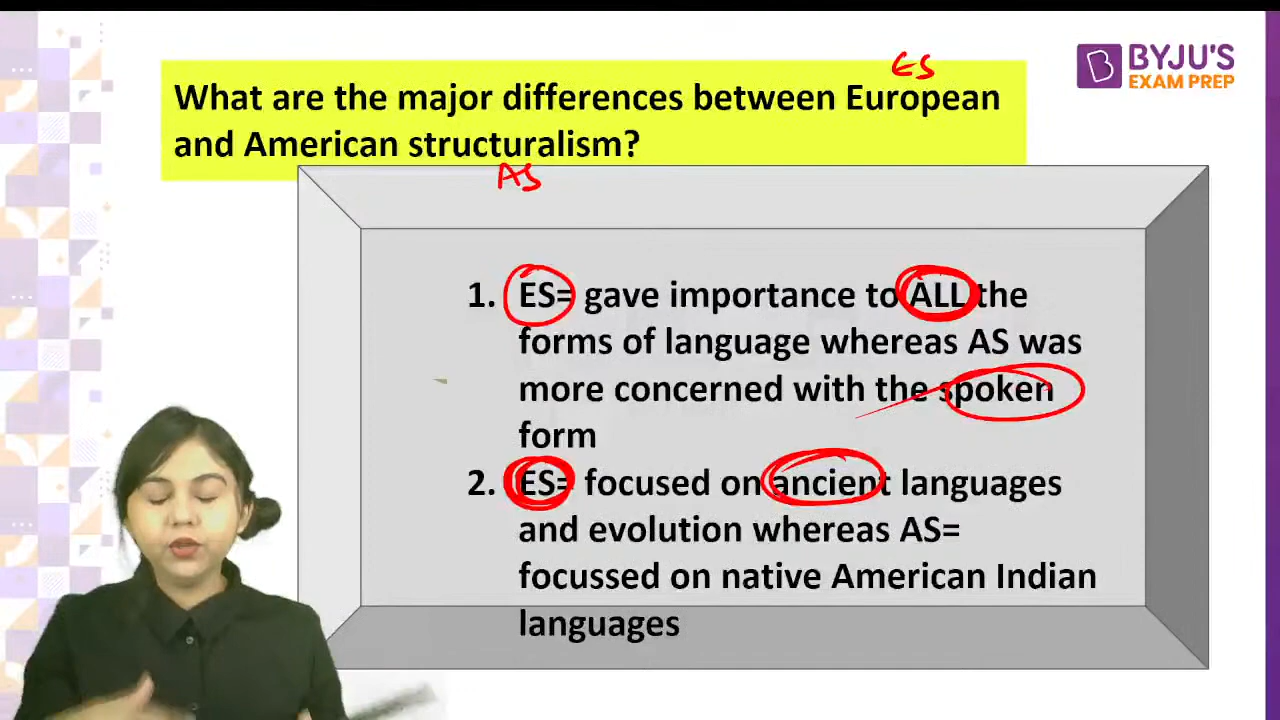 BYJU'S
EXAM PREP
ES
What are the major differences between European
and American structuralism?
AS
1. ES= gave importance to ALL the
forms of language whereas AS was
more concerned with the spoken
form
2. ES= focused on ancient languages
and evolution whereas AS=
focussed on native American Indian
languages